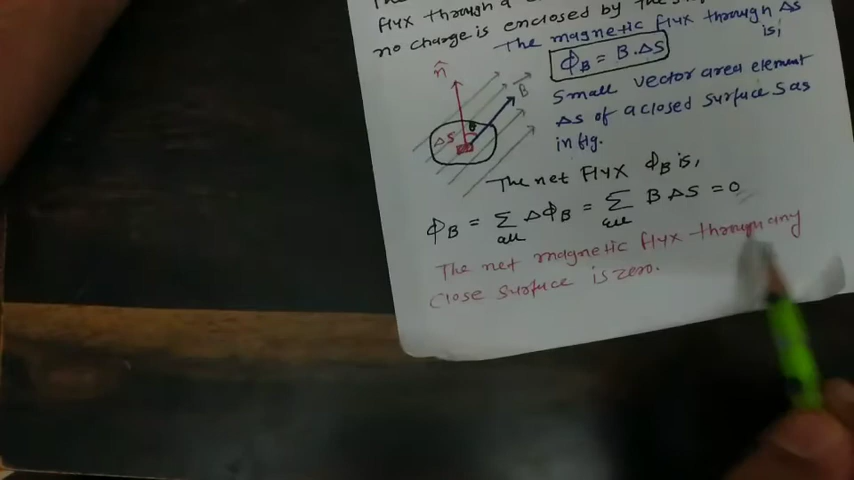 flux through a
no charge is enclosed by the
The magnetic flux through ΔS
is,
ϕB = B.ΔS
n̂
B
θ
ΔS
Small vector area element
ΔS of a closed surface S as
in fig.
The net flux ϕB is,
ϕB = Σ ΔϕB = Σ B ΔS = 0
all all
The net magnetic flux through any
close surface is zero.